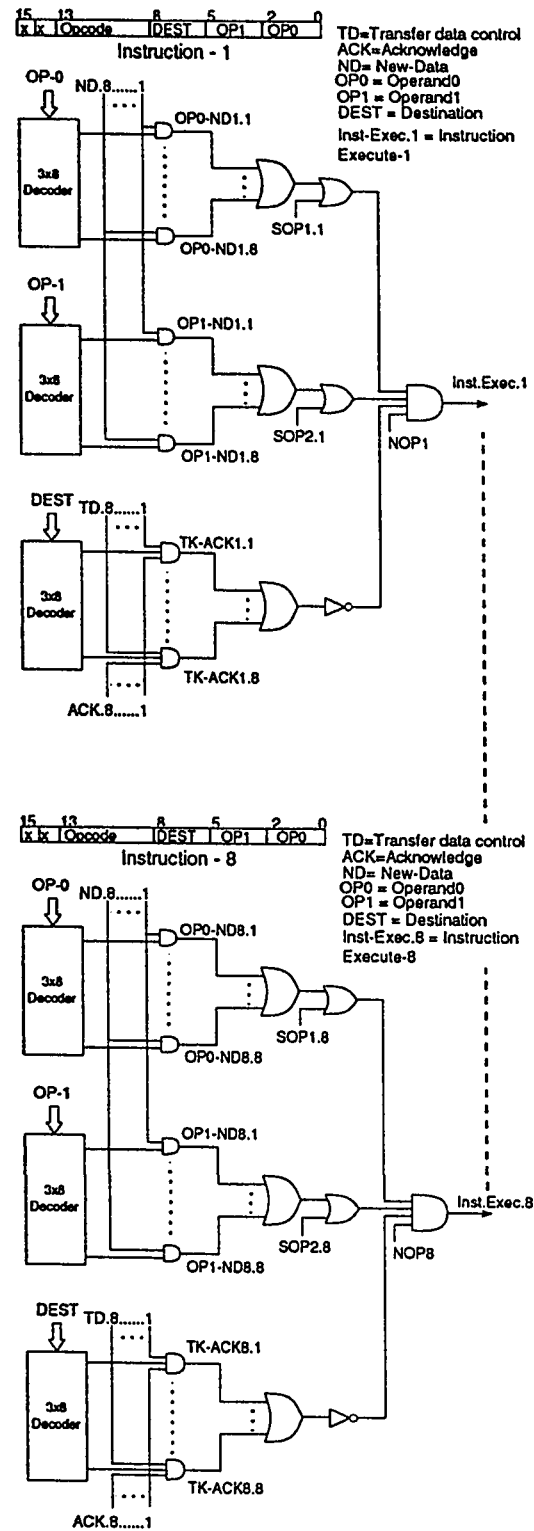 15 13 8 5 2 0
x x Opcode DEST OP1 OP0
Instruction - 1
TD=Transfer data control
ACK=Acknowledge
ND= New-Data
OP0 = Operand0
OP1 = Operand1
DEST = Destination
Inst-Exec.1 = Instruction
Execute-1
OP-0
ND.8......1
OP0-ND1.1
3x8
Decoder
SOP1.1
OP0-ND1.8
OP-1
OP1-ND1.1
3x8
Decoder
Inst.Exec.1
SOP2.1
NOP1
OP1-ND1.8
DEST
TD.8......1
TK-ACK1.1
3x8
Decoder
TK-ACK1.8
ACK.8......1
15 13 8 5 2 0
x x Opcode DEST OP1 OP0
Instruction - 8
TD=Transfer data control
ACK=Acknowledge
ND= New-Data
OP0 = Operand0
OP1 = Operand1
DEST = Destination
Inst-Exec.8 = Instruction
Execute-8
OP-0
ND.8......1
OP0-ND8.1
3x8
Decoder
SOP1.8
OP0-ND8.8
OP-1
OP1-ND8.1
3x8
Decoder
Inst.Exec.8
SOP2.8
NOP8
OP1-ND8.8
DEST
TD.8......1
TK-ACK8.1
3x8
Decoder
TK-ACK8.8
ACK.8......1